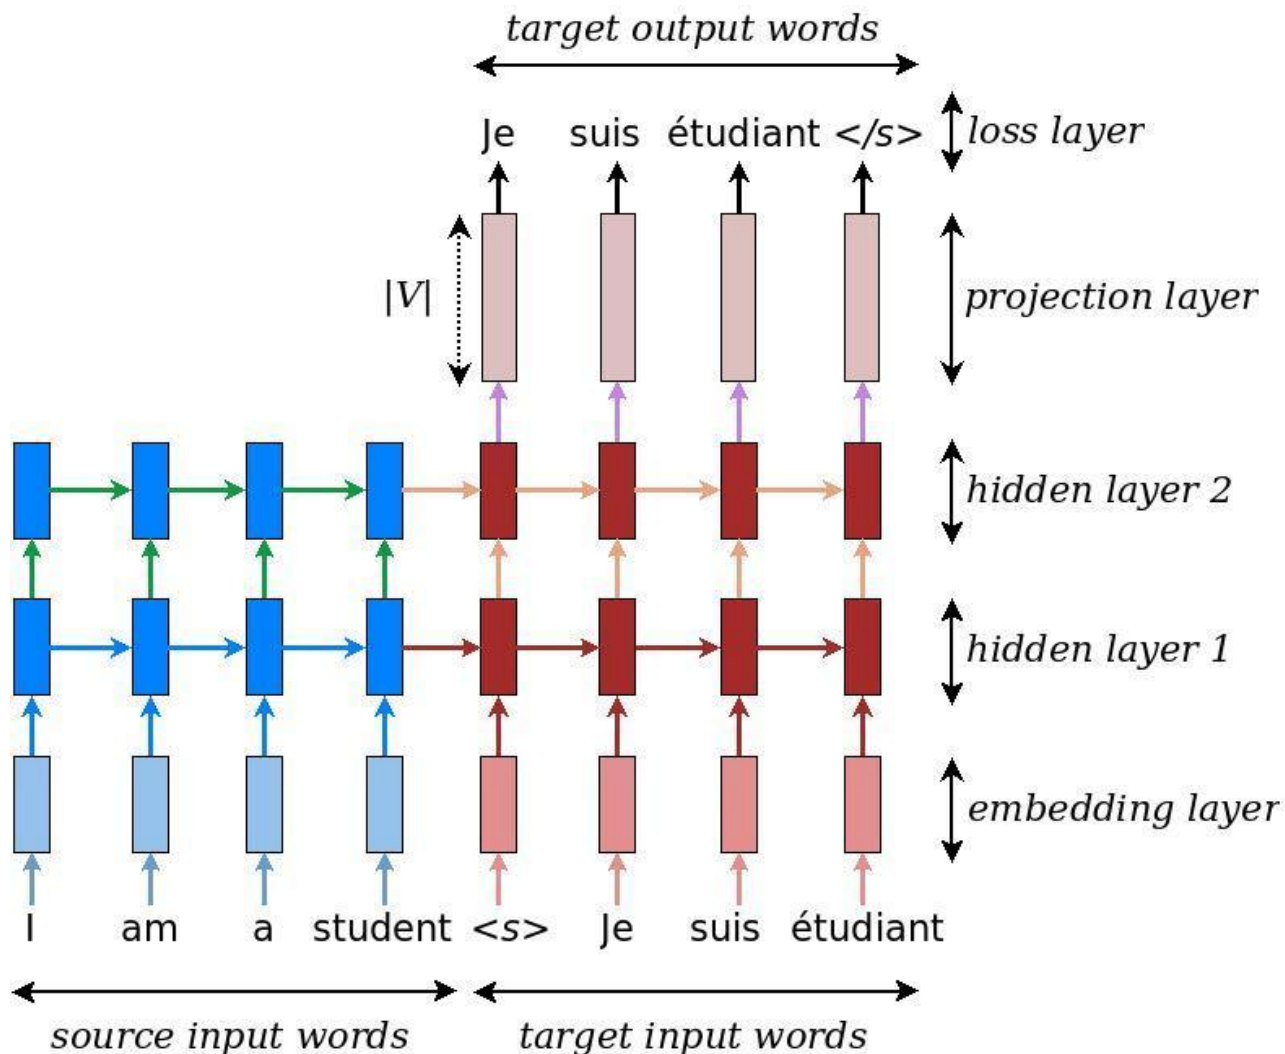 target output words
Je suis étudiant </s> loss layer
|V| projection layer
hidden layer 2
hidden layer 1
embedding layer
I am a student <s> Je suis étudiant
source input words target input words